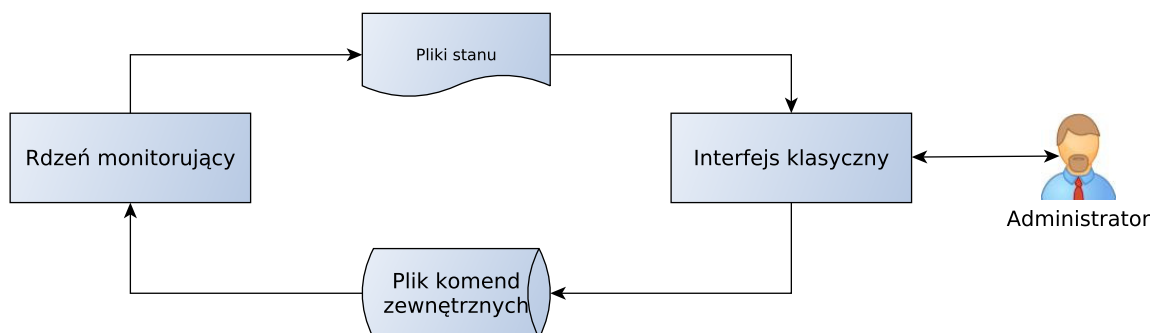 Pliki stanu
Rdzeń monitorujący
Interfejs klasyczny
Administrator
Plik komend
zewnętrznych